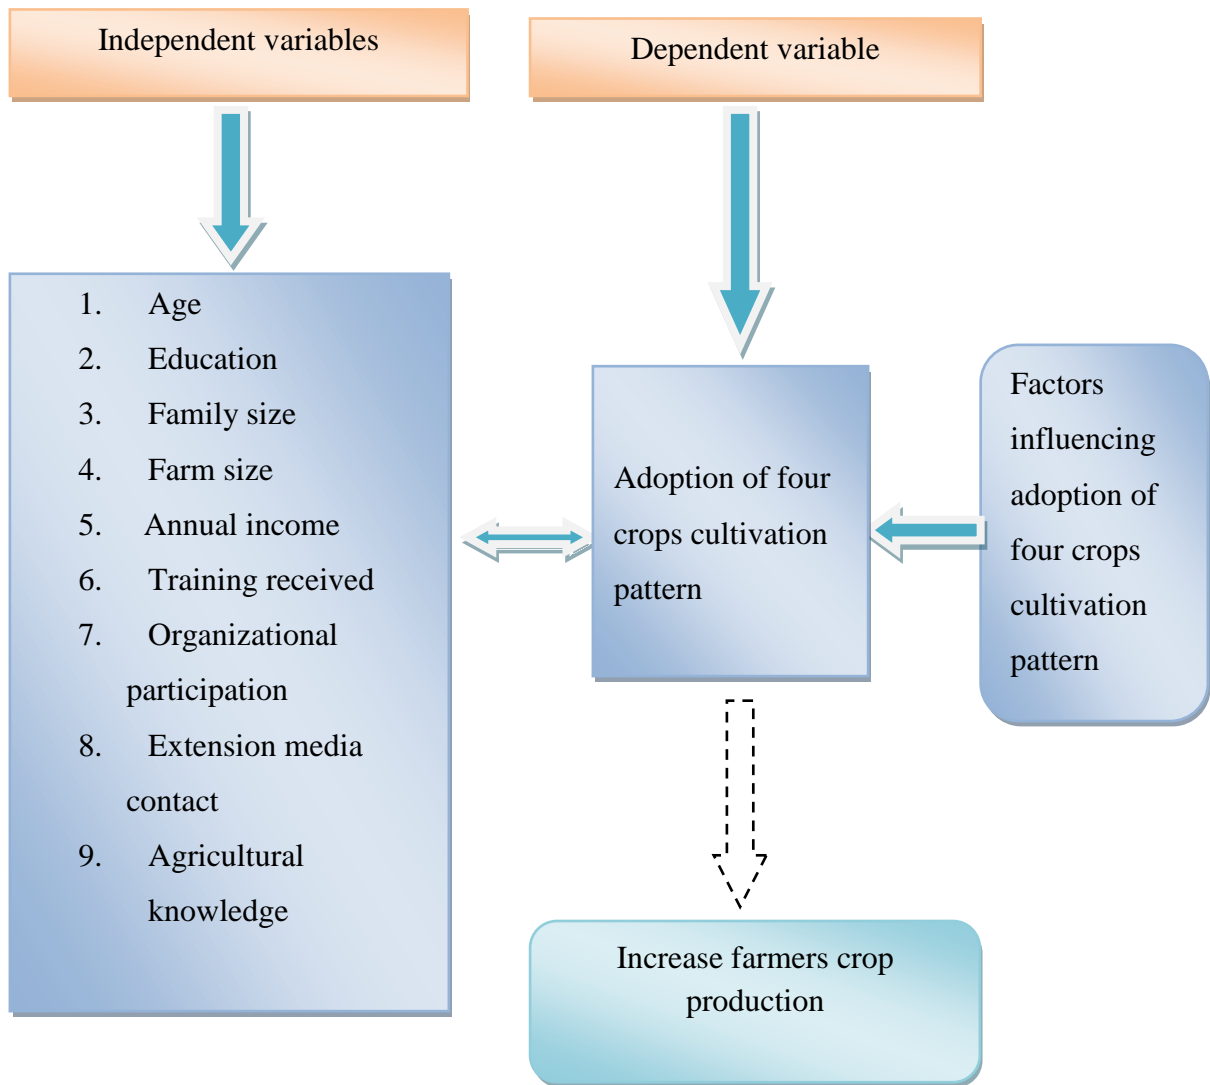 Independent variables
Dependent variable
1. Age
2. Education
3. Family size
4. Farm size
5. Annual income
6. Training received
7. Organizational
participation
8. Extension media
contact
9. Agricultural
knowledge
Adoption of four
crops cultivation
pattern
Factors
influencing
adoption of
four crops
cultivation
pattern
Increase farmers crop
production